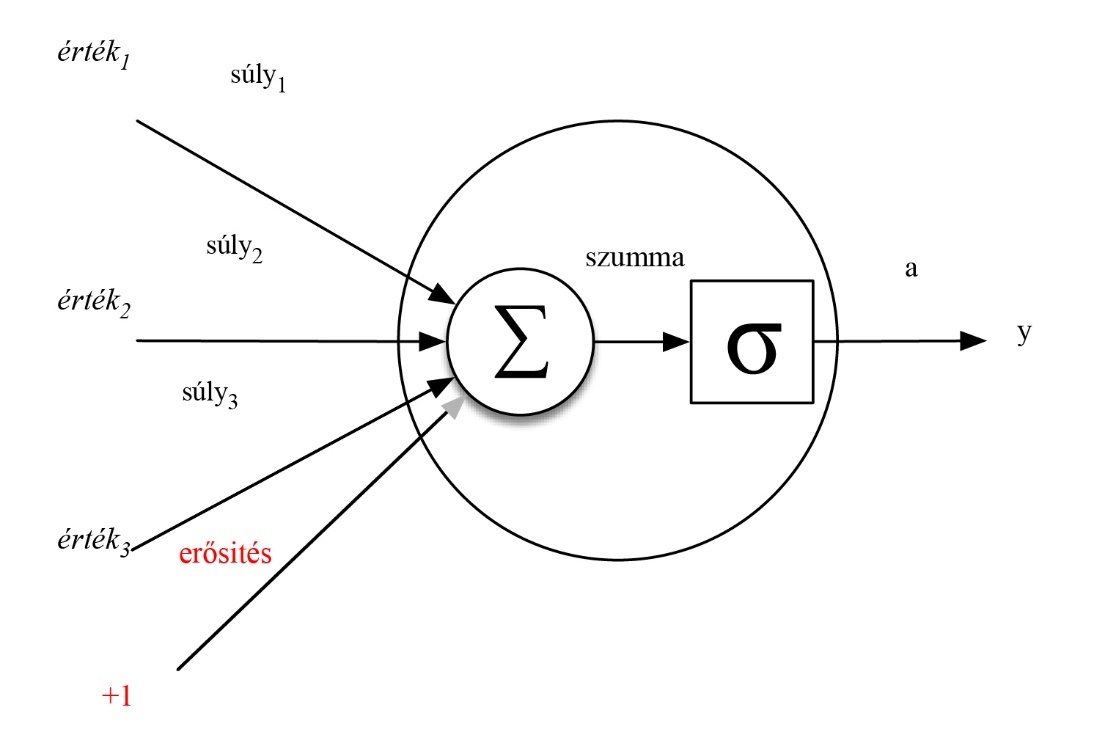 érték1
súly1
súly2
érték2
súly3
érték3
erősités
+1
Σ
szumma
σ
a
y